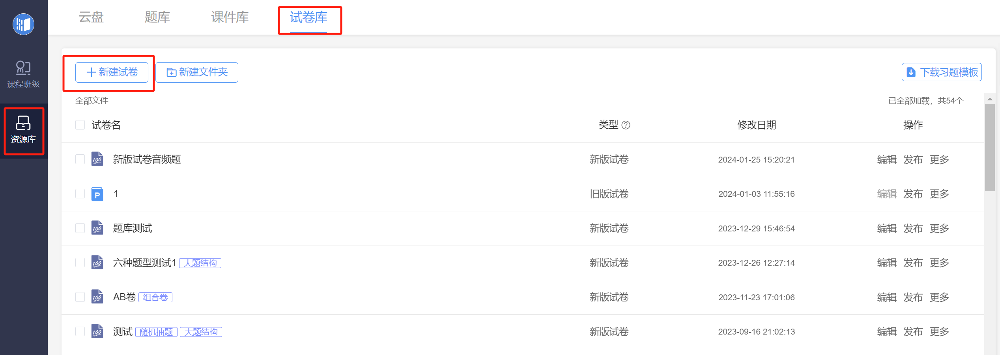 云盘 题库 课件库 试卷库
课程班级
资源库
新建试卷 新建文件夹 下载习题模板
全部文件 已全部加载，共54个
试卷名 类型 ? 修改日期 操作
100 新版试卷音频题 新版试卷 2024-01-25 15:20:21 编辑 发布 更多
P 1 旧版试卷 2024-01-03 11:55:16 编辑 发布 更多
100 题库测试 新版试卷 2023-12-29 15:46:54 编辑 发布 更多
100 六种题型测试1 大题结构 新版试卷 2023-12-26 12:27:14 编辑 发布 更多
100 AB卷 组合卷 新版试卷 2023-11-23 17:01:06 编辑 发布 更多
100 测试 随机抽题 大题结构 新版试卷 2023-09-16 21:02:13 编辑 发布 更多